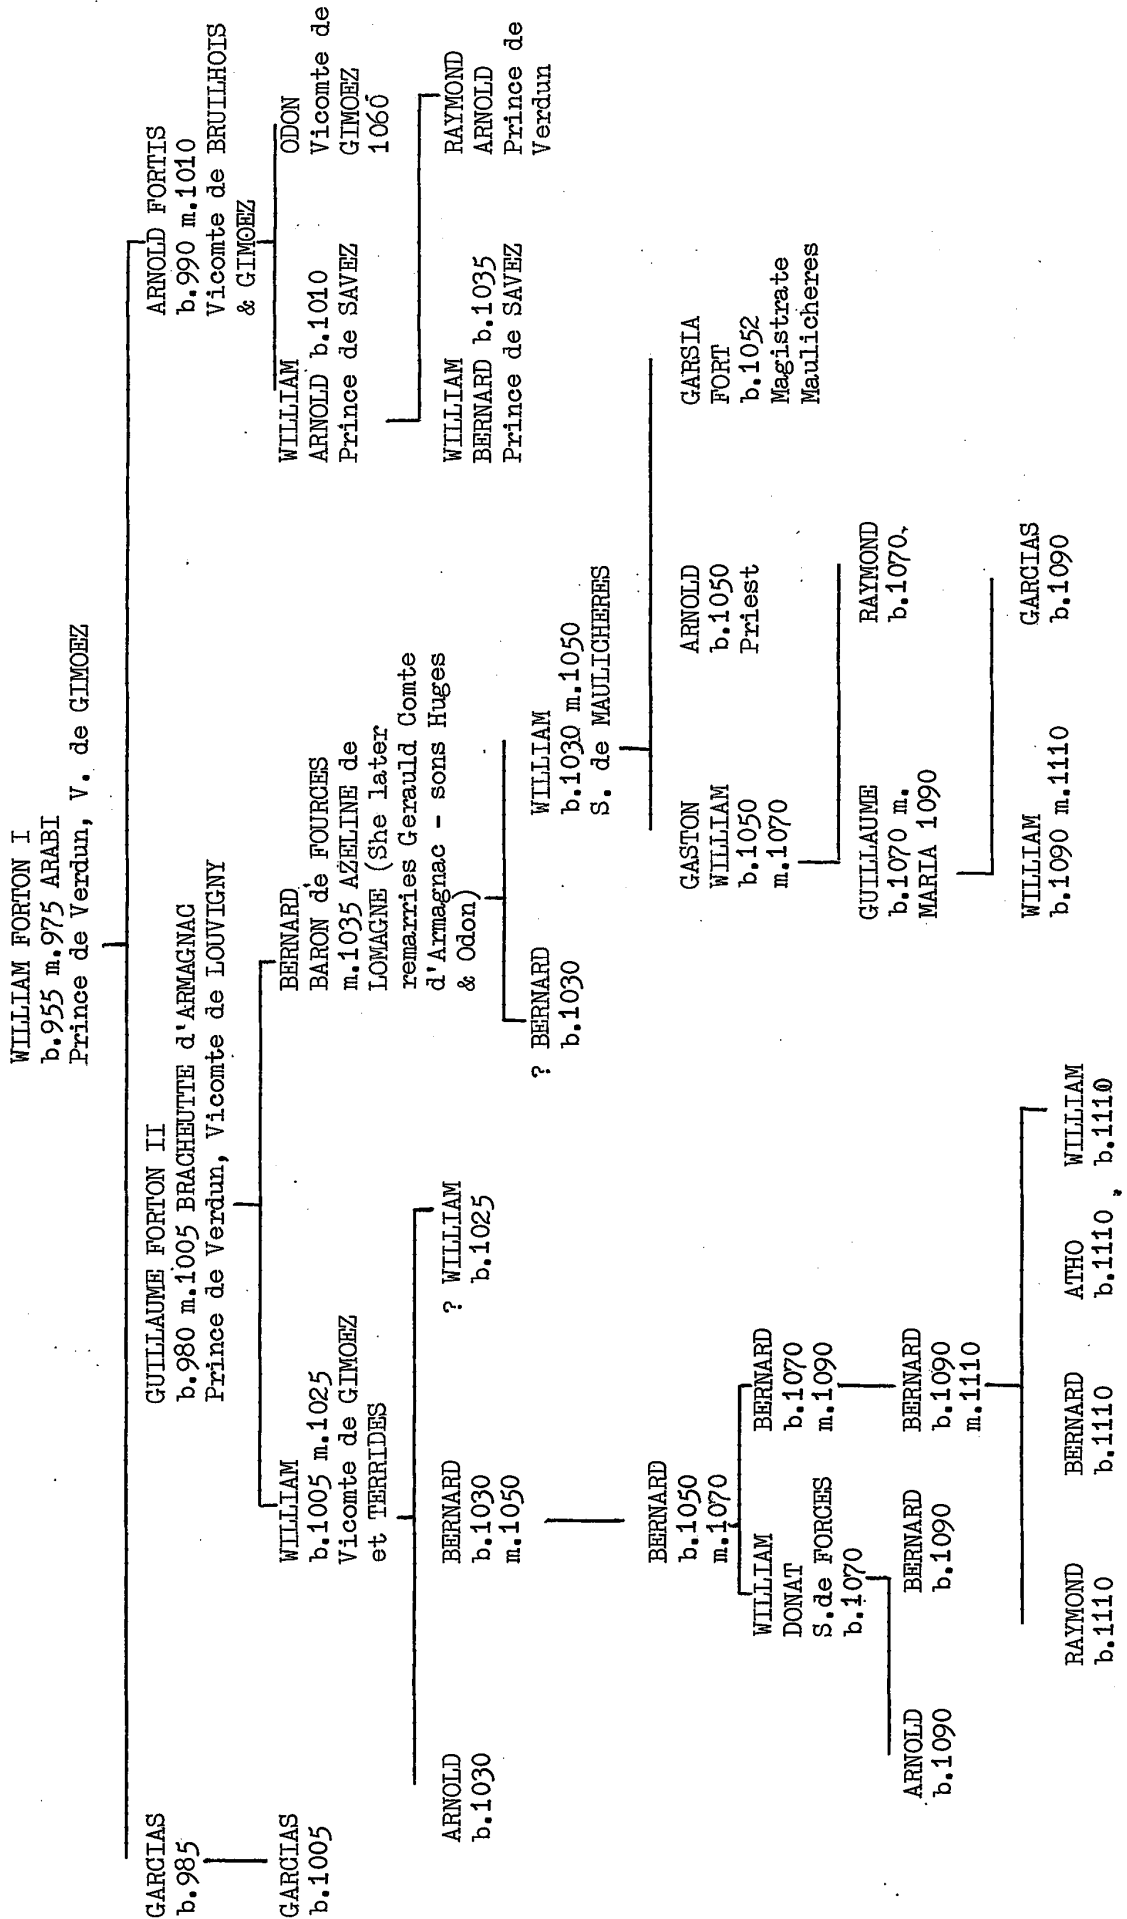 WILLIAM FORTON I
b.955 m.975 ARABI
Prince de Verdun, V. de GIMOEZ
GARCIAS
b.985
GUILLAUME FORTON II
b.980 m.1005 BRACHEUTTE d'ARMAGNAC
Prince de Verdun, Vicomte de LOUVIGNY
ARNOLD FORTIS
b.990 m.1010
Vicomte de BRUILHOIS
& GIMOEZ
GARCIAS
b.1005
WILLIAM
b.1005 m.1025
Vicomte de GIMOEZ
et TERRIDES
BERNARD
BARON de FOURCES
m.1035 AZELINE de
LOMAGNE (She later
remarries Gerauld Comte
d'Armagnac - sons Huges
& Odon)
WILLIAM
ARNOLD b.1010
Prince de SAVEZ
ODON
Vicomte de
GIMOEZ
1060
ARNOLD
b.1030
BERNARD
b.1030
m.1050
? WILLIAM
b.1025
? BERNARD
b.1030
WILLIAM
b.1030 m.1050
S. de MAULICHERES
WILLIAM
BERNARD b.1035
Prince de SAVEZ
RAYMOND
ARNOLD
Prince de
Verdun
BERNARD
b.1050
m.1070
GASTON
WILLIAM
b.1050
m.1070
ARNOLD
b.1050
Priest
GARSIA
FORT
b.1052
Magistrate
Maulicheres
WILLIAM
DONAT
S.de FORCES
b.1070
BERNARD
b.1070
m.1090
GUILLAUME
b.1070 m.
MARIA 1090
RAYMOND
b.1070.
ARNOLD
b.1090
BERNARD
b.1090
BERNARD
b.1090
m.1110
WILLIAM
b.1090 m.1110
GARCIAS
b.1090
RAYMOND
b.1110
BERNARD
b.1110
ATHO
b.1110
WILLIAM
b.1110